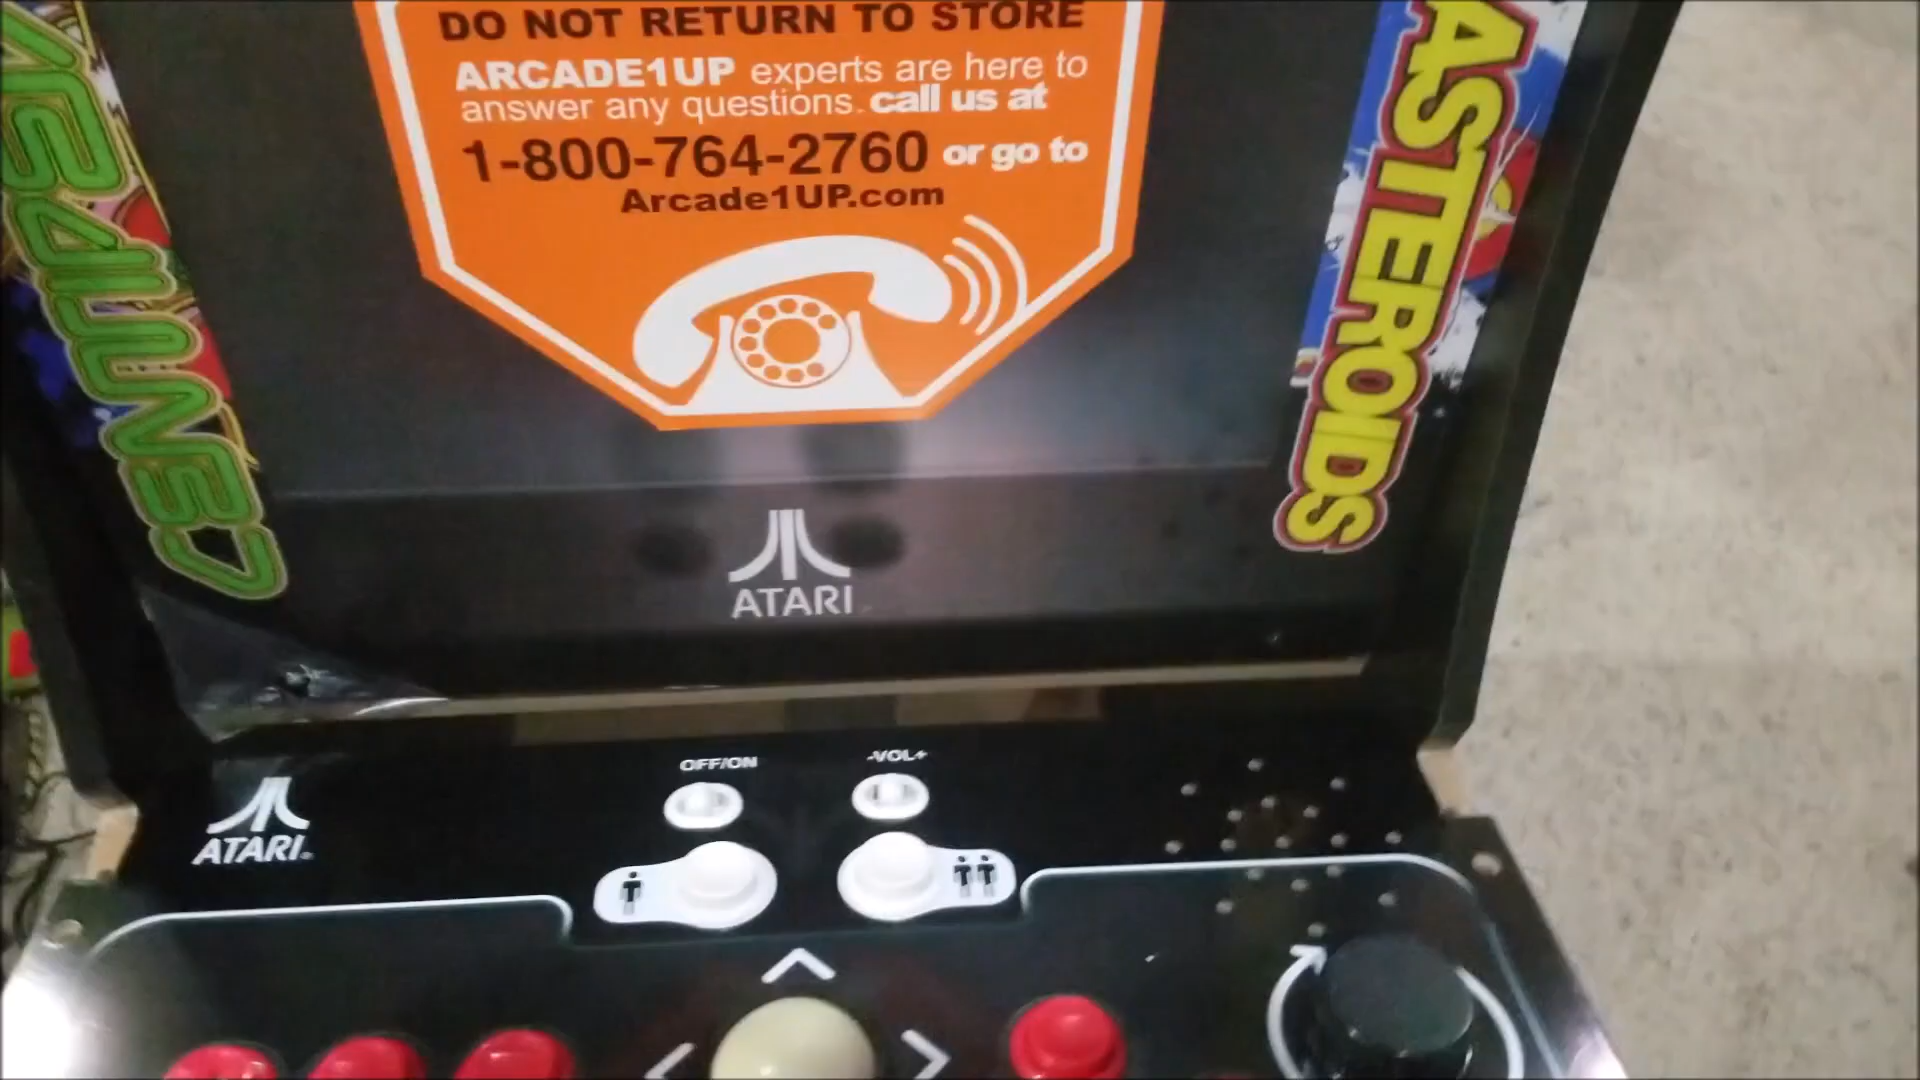 DO NOT RETURN TO STORE
ARCADE1UP experts are here to
answer any questions. call us at
1-800-764-2760 or go to
Arcade1UP.com
CENTIPEDE
ASTEROIDS
ATARI
OFF/ON
-VOL+
ATARI